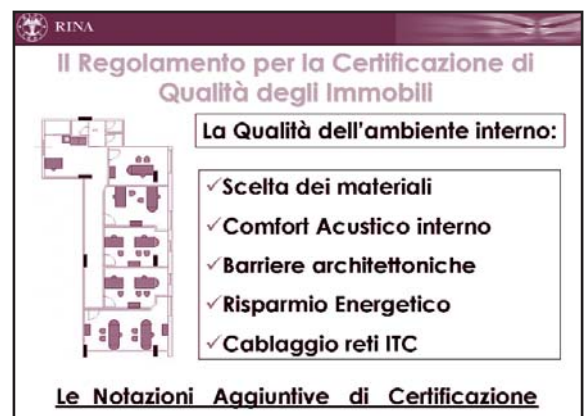 RINA
Il Regolamento per la Certificazione di
Qualità degli Immobili
La Qualità dell'ambiente interno:
✓Scelta dei materiali
✓Comfort Acustico interno
✓Barriere architettoniche
✓Risparmio Energetico
✓Cablaggio reti ITC
Le Notazioni Aggiuntive di Certificazione